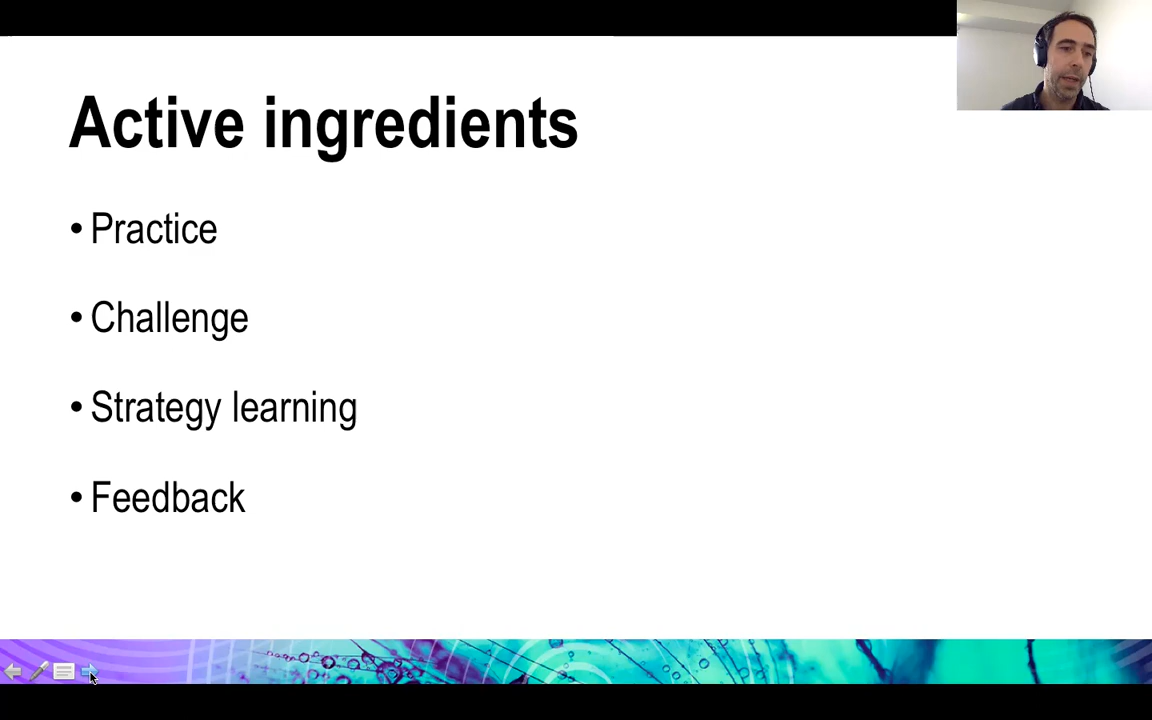 Active ingredients
• Practice
• Challenge
• Strategy learning
• Feedback